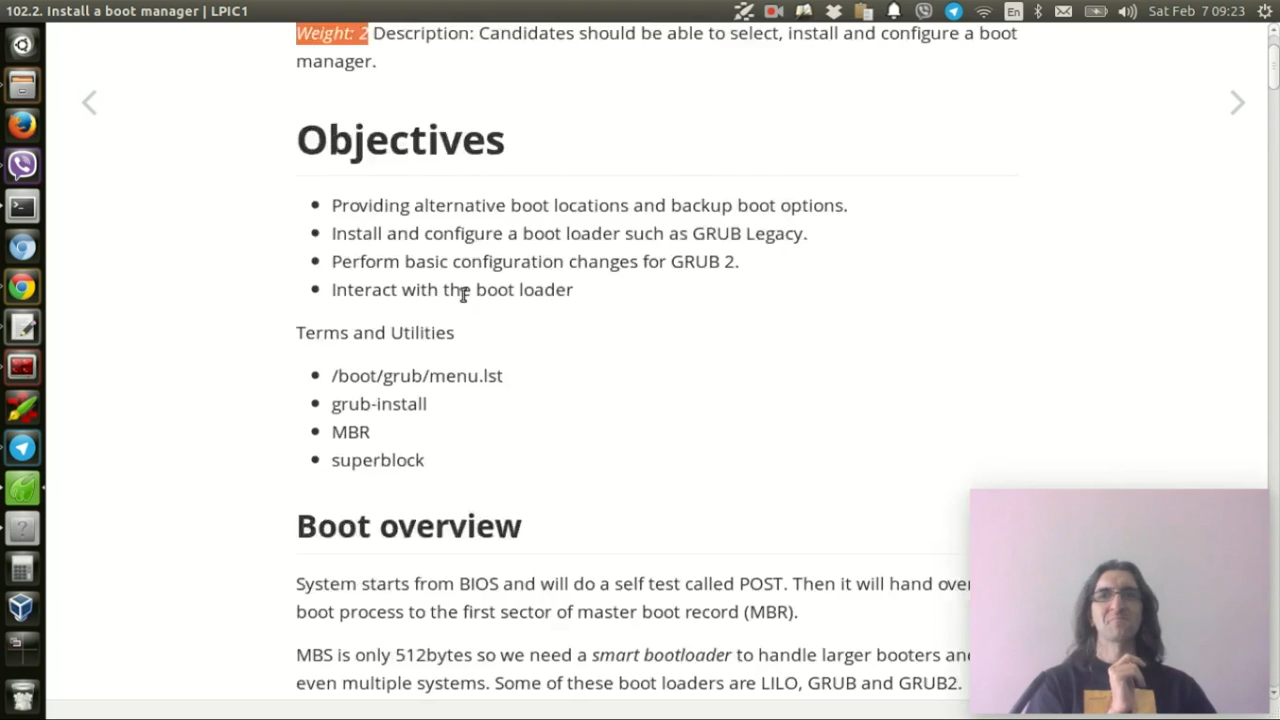 102.2. Install a boot manager | LPIC1
En
Sat Feb 7 09:23
Weight: 2 Description: Candidates should be able to select, install and configure a boot
manager.
Objectives
Providing alternative boot locations and backup boot options.
Install and configure a boot loader such as GRUB Legacy.
Perform basic configuration changes for GRUB 2.
Interact with the boot loader
Terms and Utilities
/boot/grub/menu.lst
grub-install
MBR
superblock
Boot overview
System starts from BIOS and will do a self test called POST. Then it will hand over
boot process to the first sector of master boot record (MBR).
MBS is only 512bytes so we need a smart bootloader to handle larger booters and
even multiple systems. Some of these boot loaders are LILO, GRUB and GRUB2.